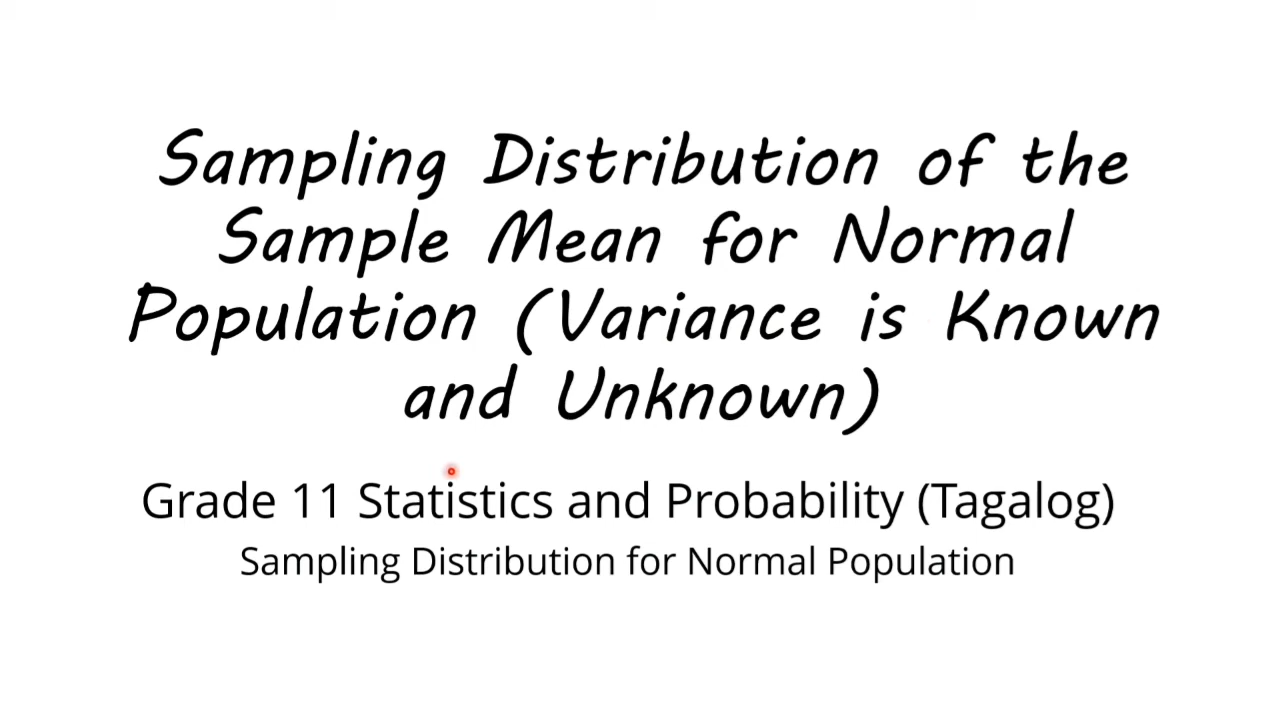 Sampling Distribution of the
Sample Mean for Normal
Population (Variance is Known
and Unknown)
Grade 11 Statistics and Probability (Tagalog)
Sampling Distribution for Normal Population